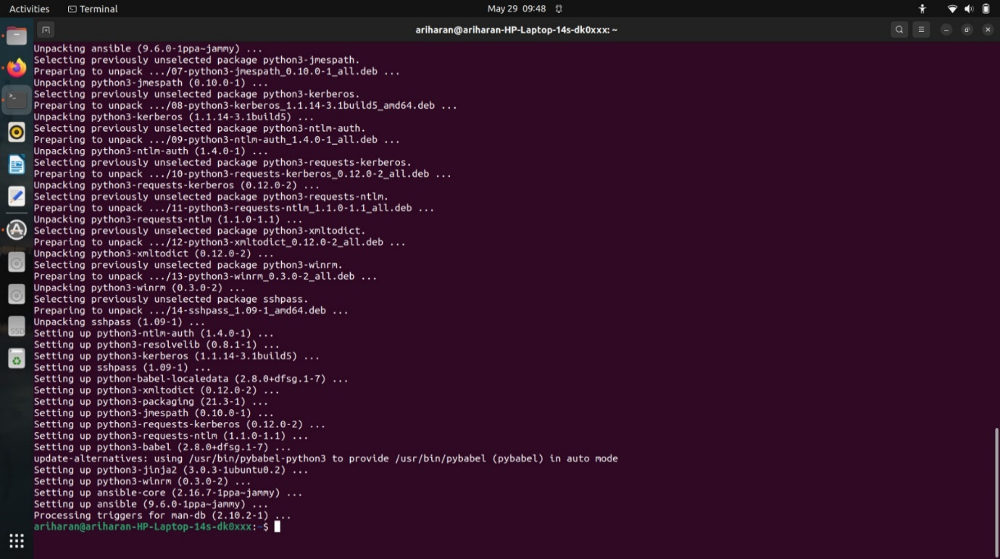 Activities Terminal May 29 09:48
ariharan@ariharan-HP-Laptop-14s-dk0xxx: ~
Unpacking ansible (9.6.0-1ppa~jammy) ...
Selecting previously unselected package python3-jmespath.
Preparing to unpack .../07-python3-jmespath_0.10.0-1_all.deb ...
Unpacking python3-jmespath (0.10.0-1) ...
Selecting previously unselected package python3-kerberos.
Preparing to unpack .../08-python3-kerberos_1.1.14-3.1build5_amd64.deb ...
Unpacking python3-kerberos (1.1.14-3.1build5) ...
Selecting previously unselected package python3-ntlm-auth.
Preparing to unpack .../09-python3-ntlm-auth_1.4.0-1_all.deb ...
Unpacking python3-ntlm-auth (1.4.0-1) ...
Selecting previously unselected package python3-requests-kerberos.
Preparing to unpack .../10-python3-requests-kerberos_0.12.0-2_all.deb ...
Unpacking python3-requests-kerberos (0.12.0-2) ...
Selecting previously unselected package python3-requests-ntlm.
Preparing to unpack .../11-python3-requests-ntlm_1.1.0-1.1_all.deb ...
Unpacking python3-requests-ntlm (1.1.0-1.1) ...
Selecting previously unselected package python3-xmltodict.
Preparing to unpack .../12-python3-xmltodict_0.12.0-2_all.deb ...
Unpacking python3-xmltodict (0.12.0-2) ...
Selecting previously unselected package python3-winrm.
Preparing to unpack .../13-python3-winrm_0.3.0-2_all.deb ...
Unpacking python3-winrm (0.3.0-2) ...
Selecting previously unselected package sshpass.
Preparing to unpack .../14-sshpass_1.09-1_amd64.deb ...
Unpacking sshpass (1.09-1) ...
Setting up python3-ntlm-auth (1.4.0-1) ...
Setting up python3-resolvelib (0.8.1-1) ...
Setting up python3-kerberos (1.1.14-3.1build5) ...
Setting up sshpass (1.09-1) ...
Setting up python-babel-localedata (2.8.0+dfsg.1-7) ...
Setting up python3-xmltodict (0.12.0-2) ...
Setting up python3-packaging (21.3-1) ...
Setting up python3-jmespath (0.10.0-1) ...
Setting up python3-requests-kerberos (0.12.0-2) ...
Setting up python3-requests-ntlm (1.1.0-1.1) ...
Setting up python3-babel (2.8.0+dfsg.1-7) ...
update-alternatives: using /usr/bin/pybabel-python3 to provide /usr/bin/pybabel (pybabel) in auto mode
Setting up python3-jinja2 (3.0.3-1ubuntu0.2) ...
Setting up python3-winrm (0.3.0-2) ...
Setting up ansible-core (2.16.7-1ppa~jammy) ...
Setting up ansible (9.6.0-1ppa~jammy) ...
Processing triggers for man-db (2.10.2-1) ...
ariharan@ariharan-HP-Laptop-14s-dk0xxx:~$
SSD